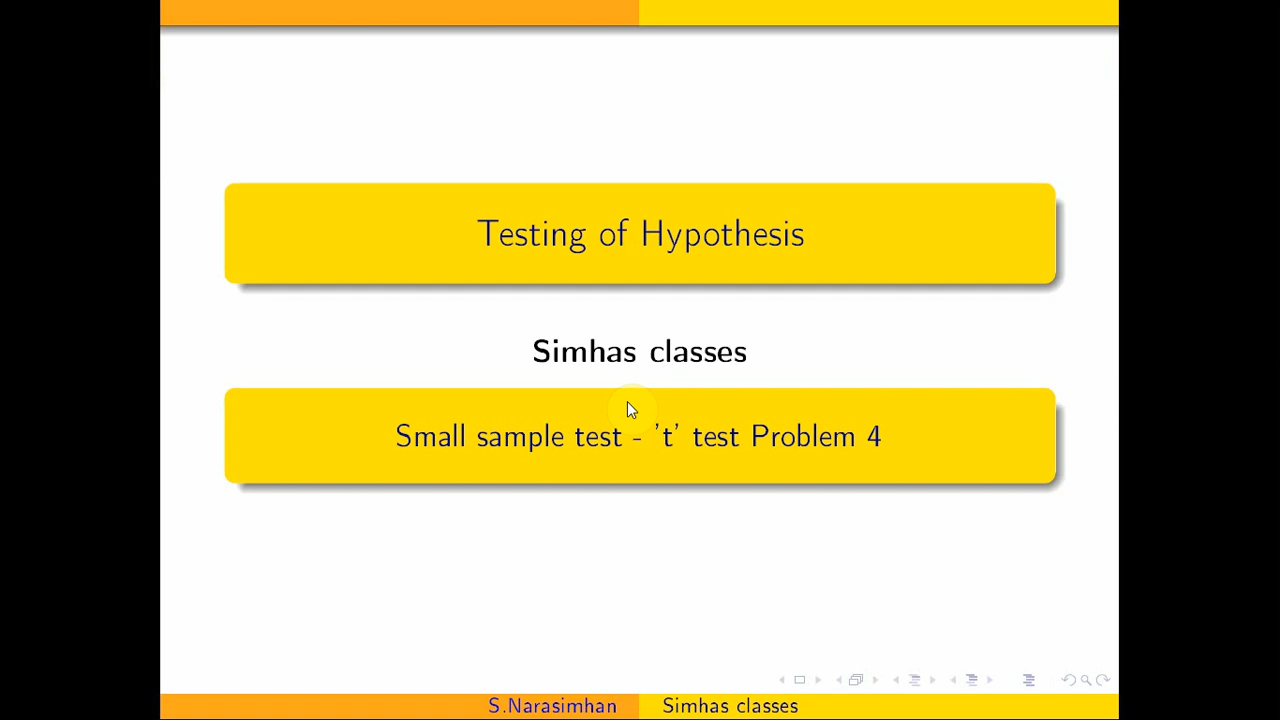 Testing of Hypothesis
Simhas classes
Small sample test - 't' test Problem 4
S.Narasimhan Simhas classes